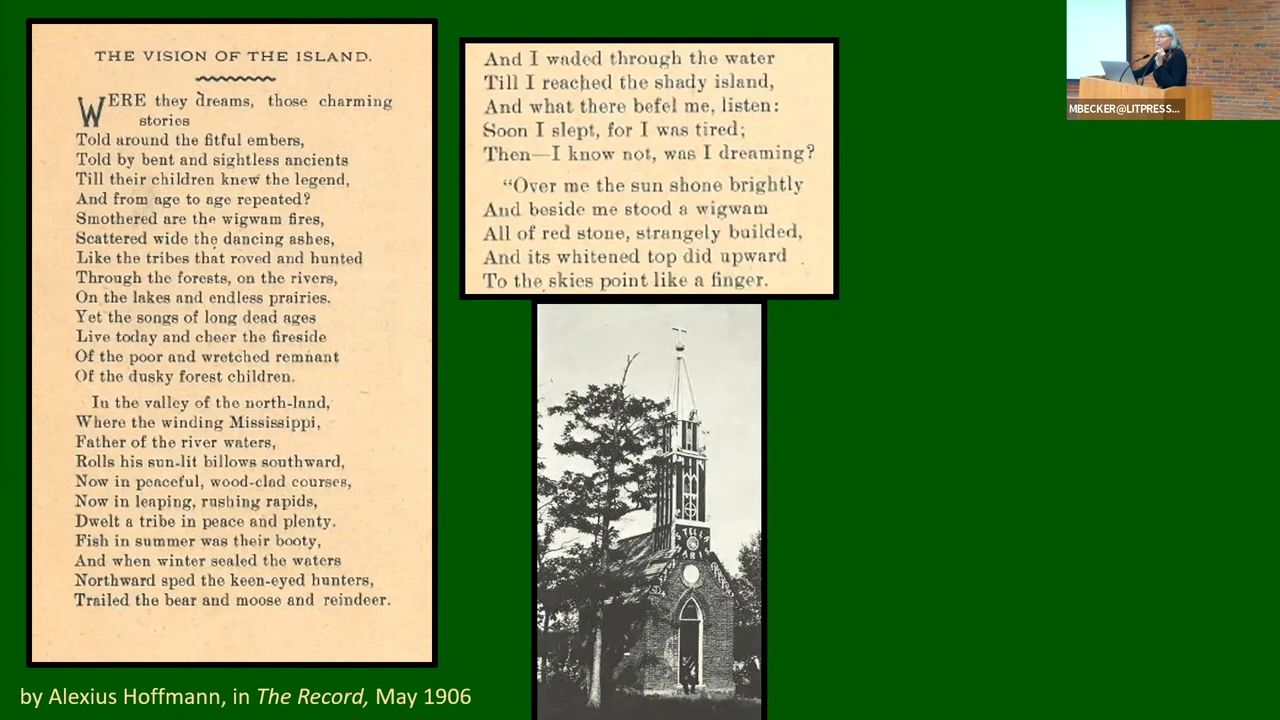 THE VISION OF THE ISLAND.
WERE they dreams, those charming
stories
Told around the fitful embers,
Told by bent and sightless ancients
Till their children knew the legend,
And from age to age repeated?
Smothered are the wigwam fires,
Scattered wide the dancing ashes,
Like the tribes that roved and hunted
Through the forests, on the rivers,
On the lakes and endless prairies.
Yet the songs of long dead ages
Live today and cheer the fireside
Of the poor and wretched remnant
Of the dusky forest children.
In the valley of the north-land,
Where the winding Mississippi,
Father of the river waters,
Rolls his sun-lit billows southward,
Now in peaceful, wood-clad courses,
Now in leaping, rushing rapids,
Dwelt a tribe in peace and plenty.
Fish in summer was their booty,
And when winter sealed the waters
Northward sped the keen-eyed hunters,
Trailed the bear and moose and reindeer.
by Alexius Hoffmann, in The Record, May 1906
And I waded through the water
Till I reached the shady island,
And what there befel me, listen:
Soon I slept, for I was tired;
Then—I know not, was I dreaming?
“Over me the sun shone brightly
And beside me stood a wigwam
All of red stone, strangely builded,
And its whitened top did upward
To the skies point like a finger.
MBECKER@LITPRESS...